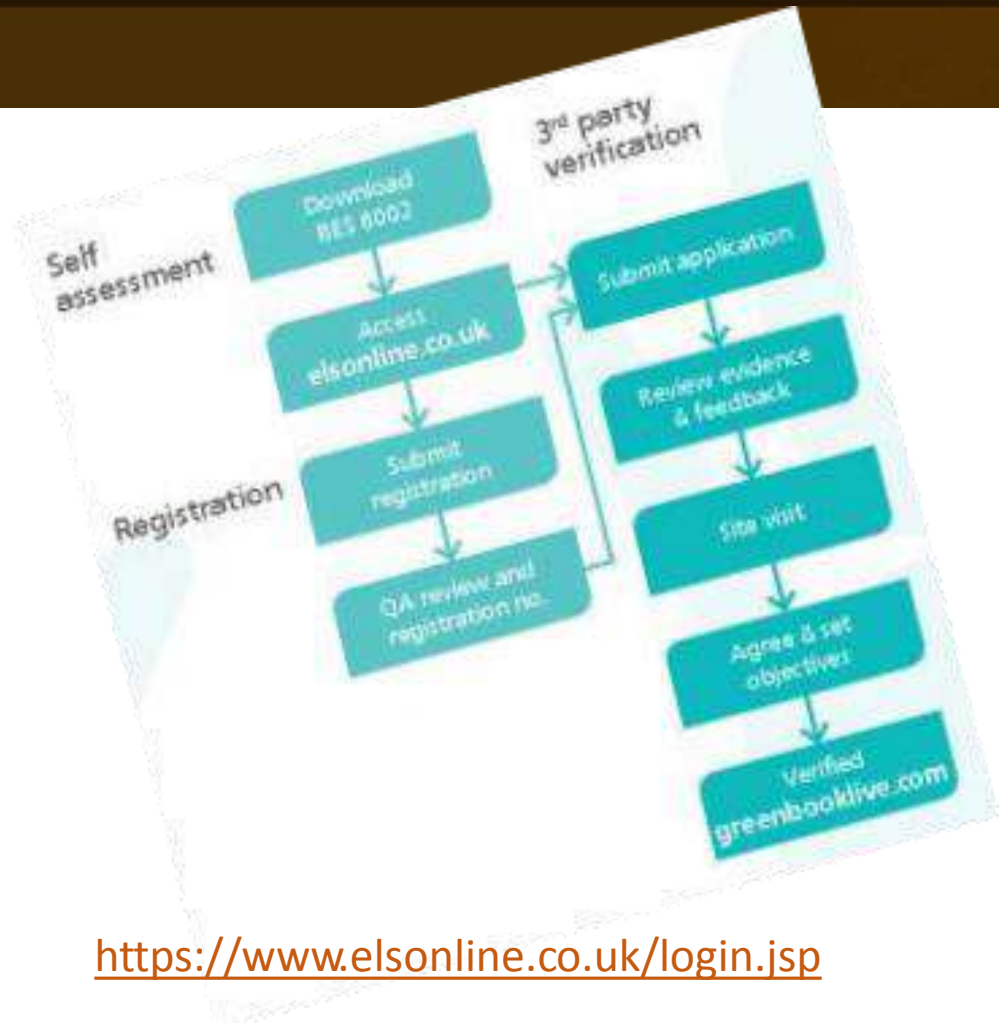 3rd party
verification
Self
assessment
Download
BES 6002
Access
elsonline.co.uk
Registration
Submit
registration
QA review and
registration no.
Submit application
Review evidence
& feedback
Site visit
Agree & set
objectives
Verified
greenbooklive.com
https://www.elsonline.co.uk/login.jsp